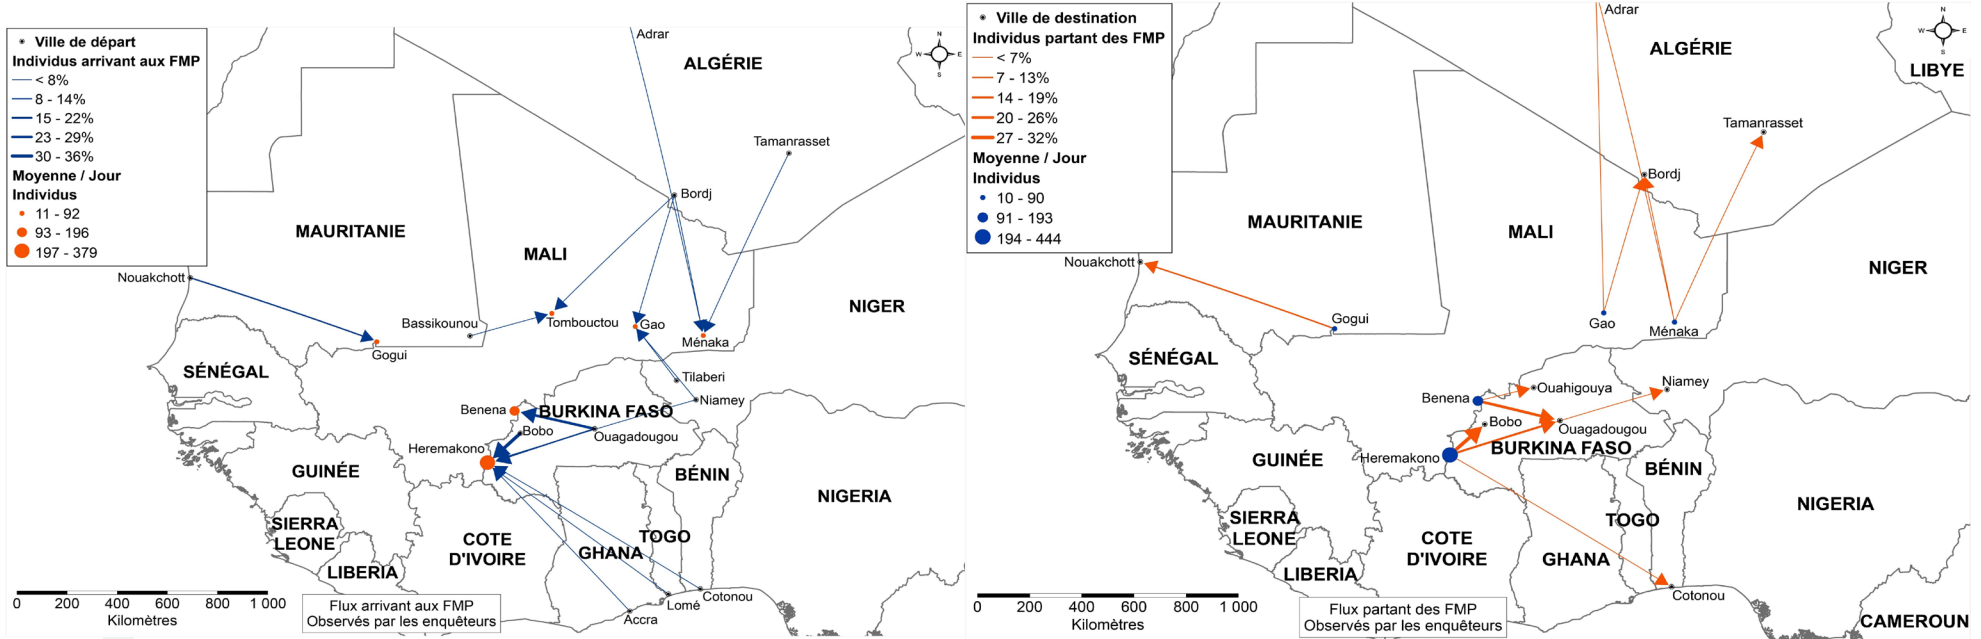 Ville de départ
Individus arrivant aux FMP
< 8%
8 - 14%
15 - 22%
23 - 29%
30 - 36%
Moyenne / Jour
Individus
11 - 92
93 - 196
197 - 379
Adrar
ALGÉRIE
N
W
E
S
Tamanrasset
Bordj
MAURITANIE
MALI
Nouakchott
NIGER
Bassikounou
Tombouctou
Gao
Gogui
Ménaka
SÉNÉGAL
Tilaberi
Niamey
Benena
BURKINA FASO
Bobo
Ouagadougou
Heremakono
GUINÉE
BÉNIN
NIGERIA
SIERRA
LEONE
COTE
D'IVOIRE
TOGO
GHANA
LIBERIA
Cotonou
Lomé
Accra
0 200 400 600 800 1 000
Kilomètres
Flux arrivant aux FMP
Observés par les enquêteurs
Ville de destination
Individus partant des FMP
< 7%
7 - 13%
14 - 19%
20 - 26%
27 - 32%
Moyenne / Jour
Individus
10 - 90
91 - 193
194 - 444
Adrar
ALGÉRIE
N
W
E
S
LIBYE
Tamanrasset
Bordj
MAURITANIE
MALI
Nouakchott
NIGER
Gogui
Gao
Ménaka
SÉNÉGAL
Niamey
Ouahigouya
Benena
Bobo
Ouagadougou
BURKINA FASO
Heremakono
GUINÉE
BÉNIN
NIGERIA
SIERRA
LEONE
TOGO
COTE
D'IVOIRE
GHANA
LIBERIA
Cotonou
CAMEROUN
0 200 400 600 800 1 000
Kilomètres
Flux partant des FMP
Observés par les enquêteurs